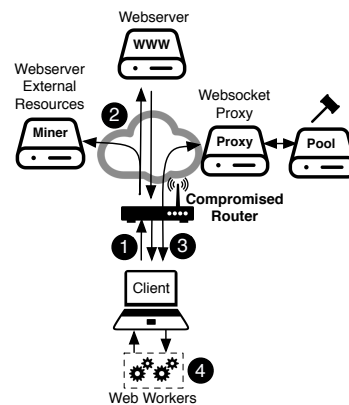 Webserver
WWW
Webserver
External
Resources
Miner
2
Websocket
Proxy
Proxy
Pool
Compromised
Router
1
3
Client
4
Web Workers